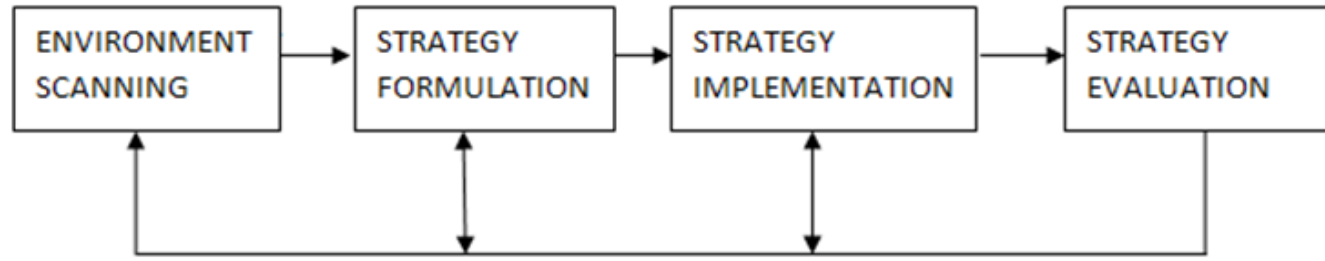 ENVIRONMENT
SCANNING
STRATEGY
FORMULATION
STRATEGY
IMPLEMENTATION
STRATEGY
EVALUATION